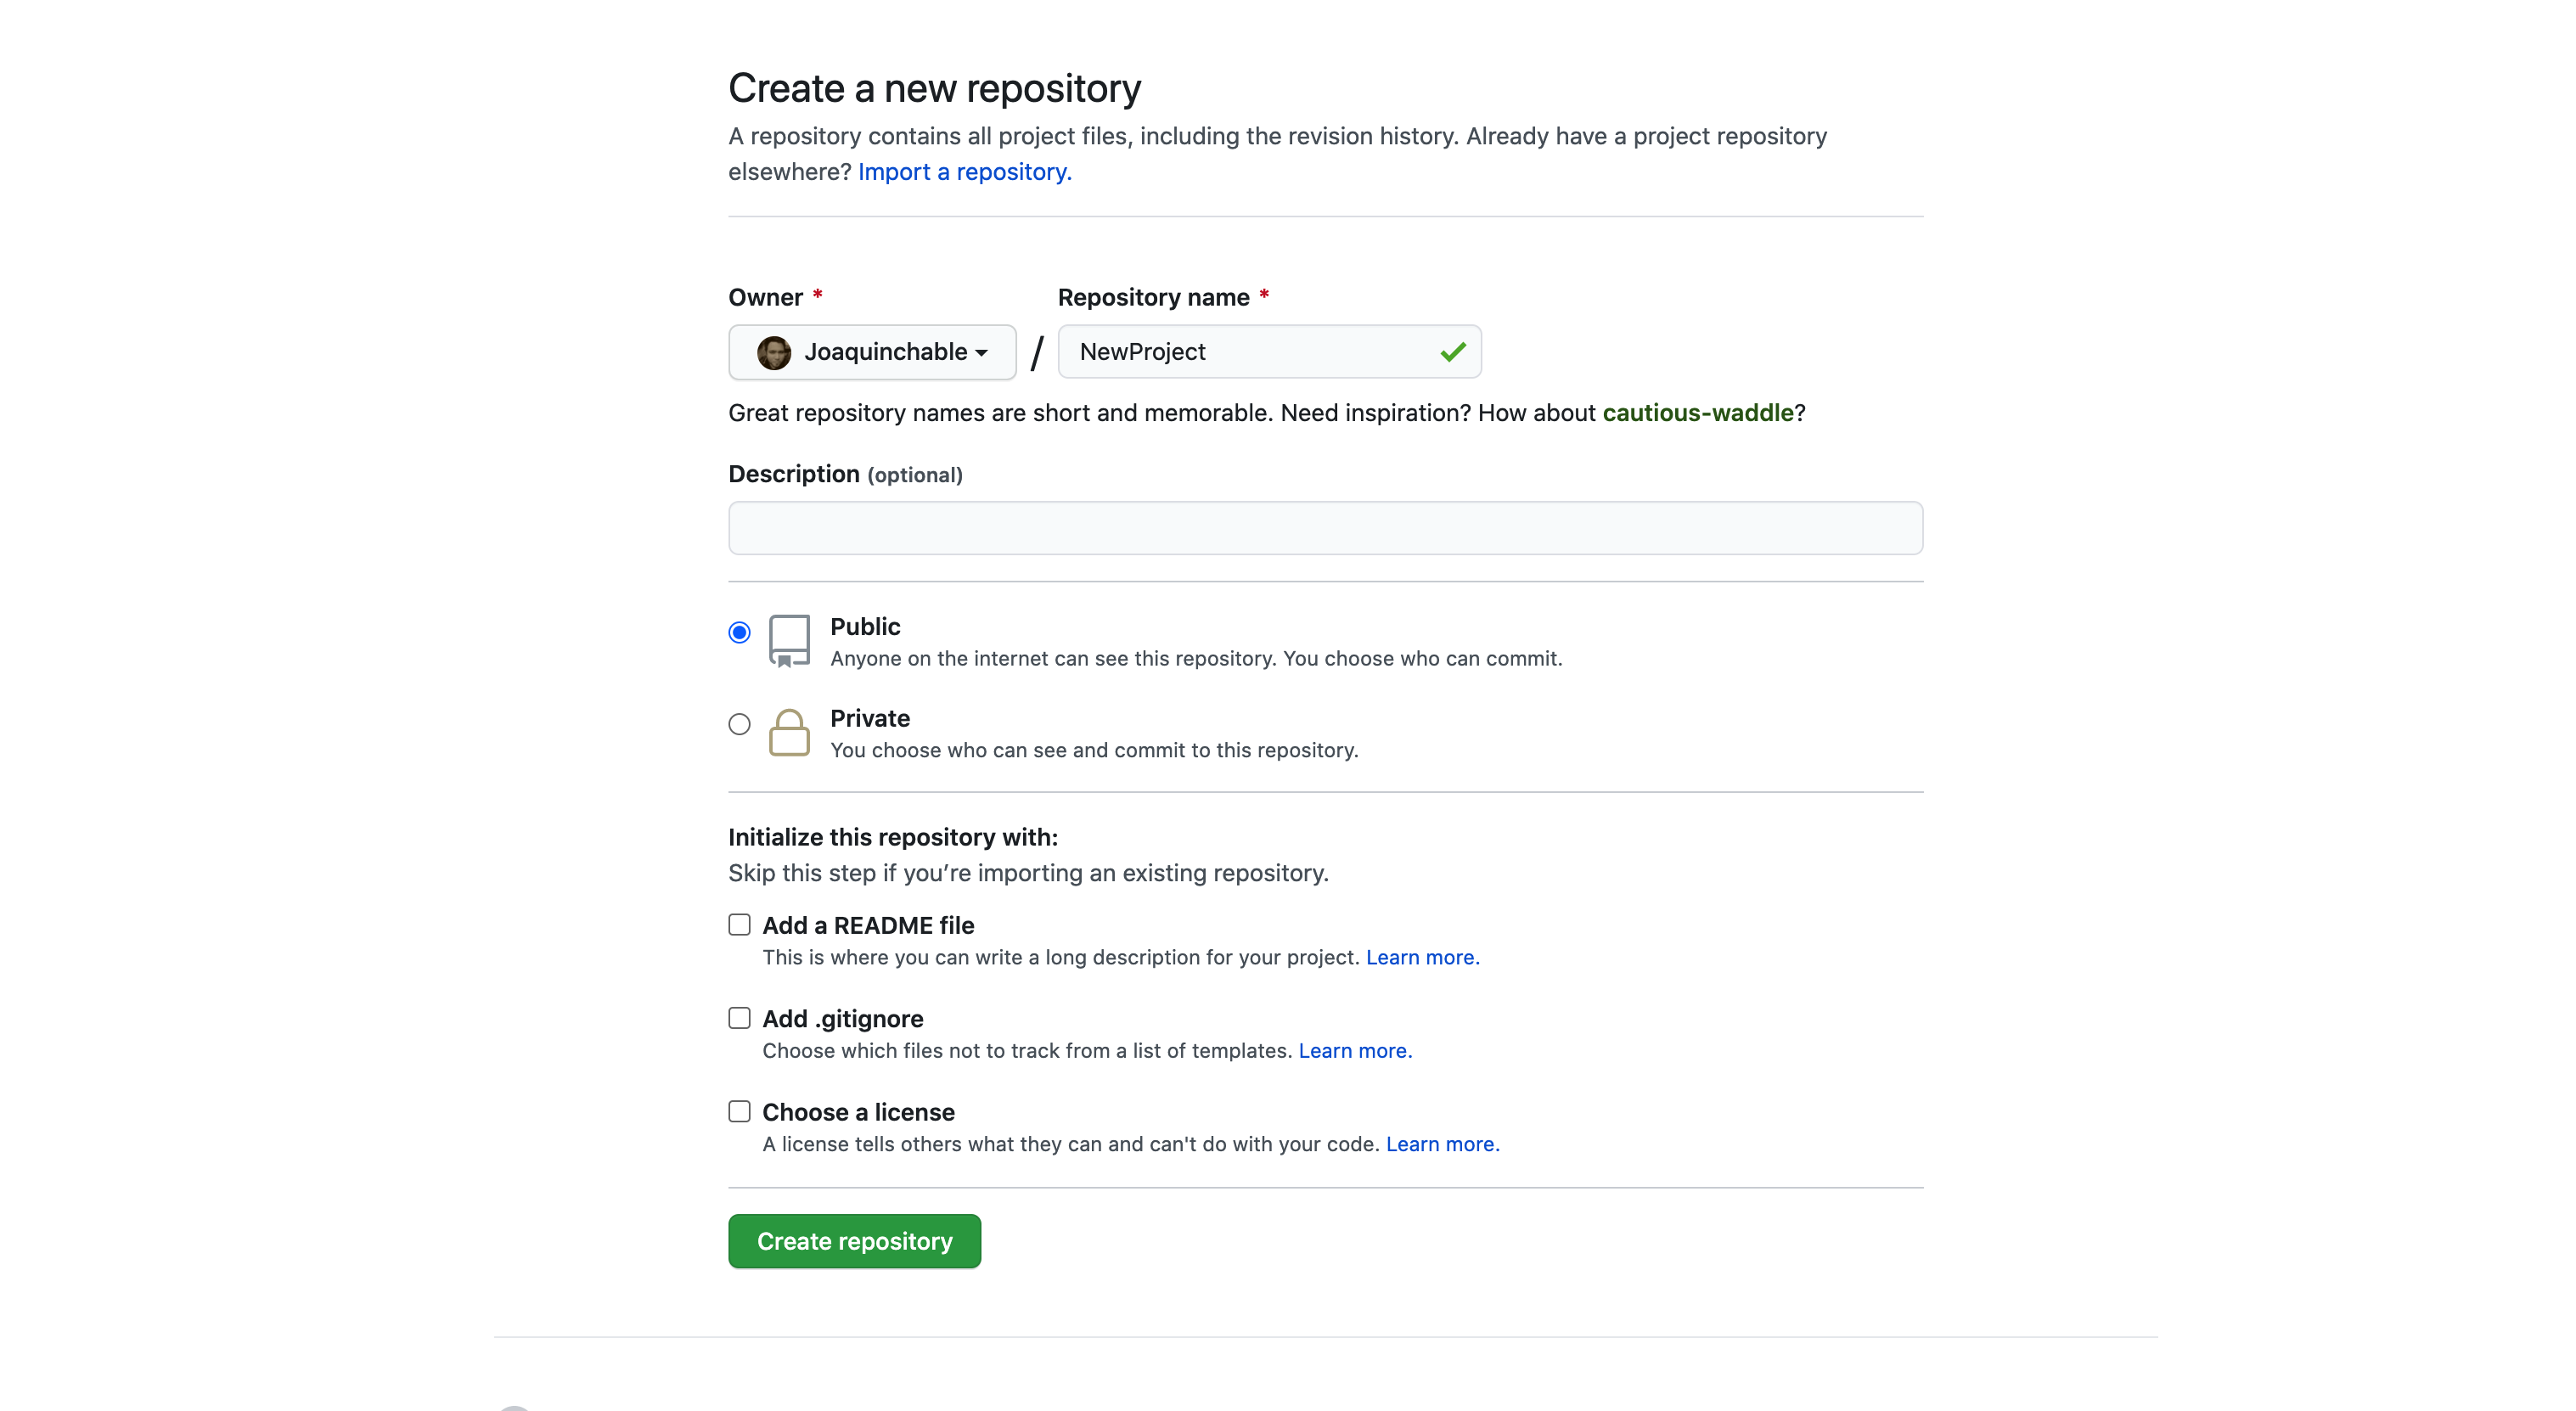 Create a new repository
A repository contains all project files, including the revision history. Already have a project repository
elsewhere? Import a repository.
Owner * Repository name *
Joaquinchable / NewProject
Great repository names are short and memorable. Need inspiration? How about cautious-waddle?
Description (optional)
Public
Anyone on the internet can see this repository. You choose who can commit.
Private
You choose who can see and commit to this repository.
Initialize this repository with:
Skip this step if you’re importing an existing repository.
Add a README file
This is where you can write a long description for your project. Learn more.
Add .gitignore
Choose which files not to track from a list of templates. Learn more.
Choose a license
A license tells others what they can and can't do with your code. Learn more.
Create repository